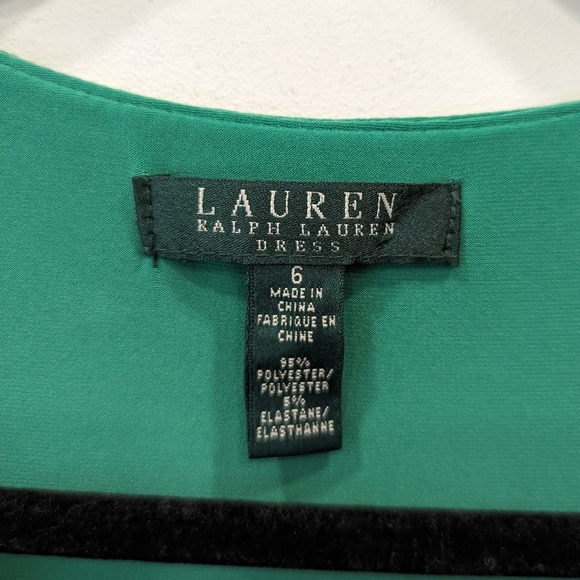 LAUREN
RALPH LAUREN
DRESS
6
MADE IN
CHINA
FABRIQUE EN
CHINE
95%
POLYESTER/
POLYESTER
5%
ELASTANE/
ELASTHANNE